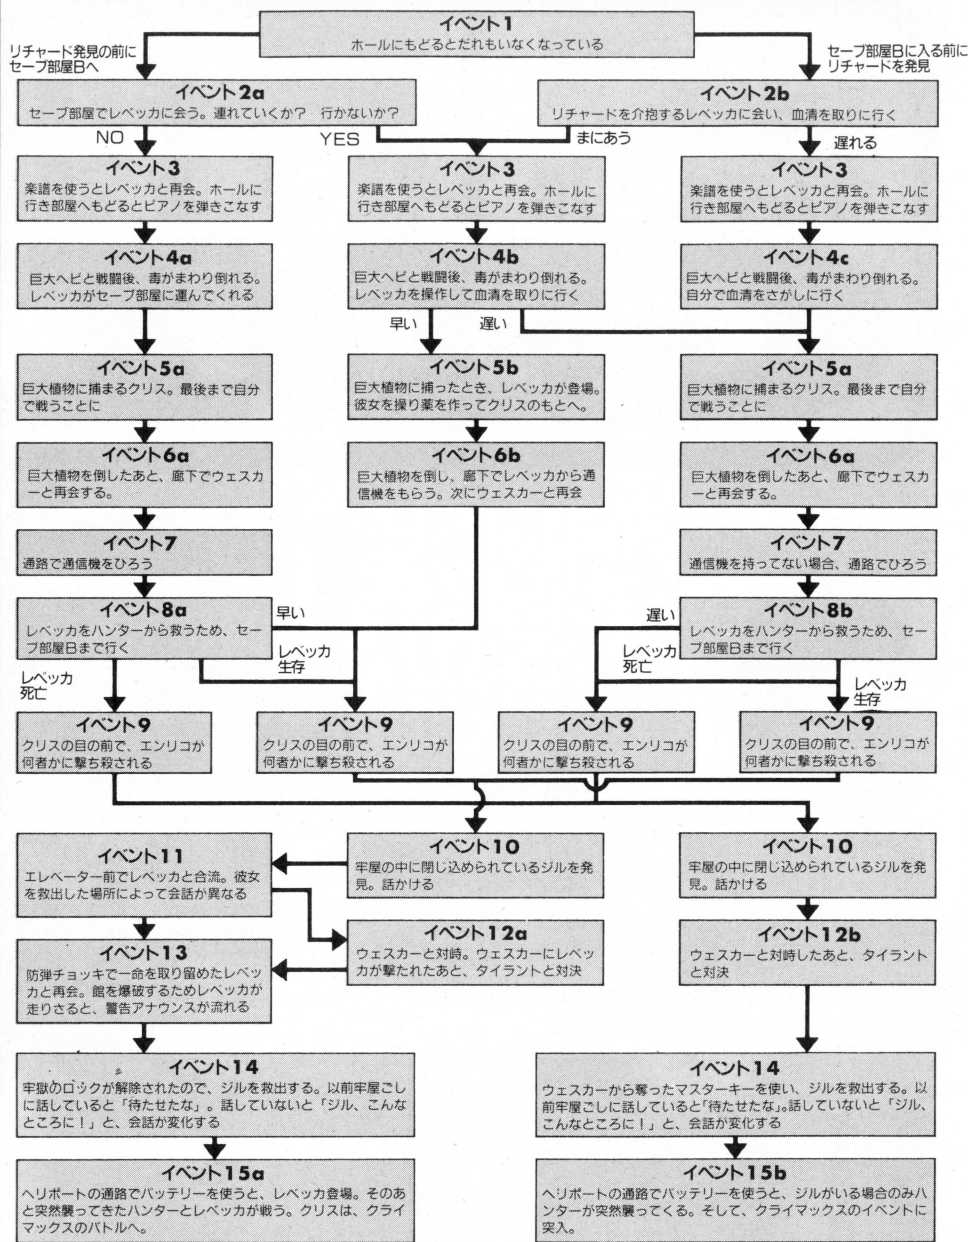 イベント1
ホールにもどるとだれもいなくなっている
リチャード発見の前に
セーブ部屋Bへ
セーブ部屋Bに入る前に
リチャードを発見
イベント2a
セーブ部屋でレベッカに会う。連れていくか? 行かないか?
イベント2b
リチャードを介抱するレベッカに会い、血清を取りに行く
NO
YES
まにあう
遅れる
イベント3
楽譜を使うとレベッカと再会。ホールに
行き部屋へもどるとピアノを弾きこなす
イベント3
楽譜を使うとレベッカと再会。ホールに
行き部屋へもどるとピアノを弾きこなす
イベント3
楽譜を使うとレベッカと再会。ホールに
行き部屋へもどるとピアノを弾きこなす
イベント4a
巨大ヘビと戦闘後、毒がまわり倒れる。
レベッカがセーブ部屋に運んでくれる
イベント4b
巨大ヘビと戦闘後、毒がまわり倒れる。
レベッカを操作して血清を取りに行く
イベント4c
巨大ヘビと戦闘後、毒がまわり倒れる。
自分で血清をさがしに行く
早い
遅い
イベント5a
巨大植物に捕まるクリス。最後まで自分
で戦うことに
イベント5b
巨大植物に捕ったとき、レベッカが登場。
彼女を操り薬を作ってクリスのもとへ。
イベント5a
巨大植物に捕まるクリス。最後まで自分
で戦うことに
イベント6a
巨大植物を倒したあと、廊下でウェスカ
ーと再会する。
イベント6b
巨大植物を倒し、廊下でレベッカから通
信機をもらう。次にウェスカーと再会
イベント6a
巨大植物を倒したあと、廊下でウェスカ
ーと再会する。
イベント7
通路で通信機をひろう
イベント7
通信機を持ってない場合、通路でひろう
イベント8a
レベッカをハンターから救うため、セー
ブ部屋Bまで行く
早い
遅い
イベント8b
レベッカをハンターから救うため、セー
ブ部屋Bまで行く
レベッカ
死亡
レベッカ
生存
レベッカ
死亡
レベッカ
生存
イベント9
クリスの目の前で、エンリコが
何者かに撃ち殺される
イベント9
クリスの目の前で、エンリコが
何者かに撃ち殺される
イベント9
クリスの目の前で、エンリコが
何者かに撃ち殺される
イベント9
クリスの目の前で、エンリコが
何者かに撃ち殺される
イベント11
エレベーター前でレベッカと合流。彼女
を救出した場所によって会話が異なる
イベント10
牢屋の中に閉じ込められているジルを発
見。話かける
イベント10
牢屋の中に閉じ込められているジルを発
見。話かける
イベント13
防弾チョッキで一命を取り留めたレベッ
カと再会。館を爆破するためレベッカが
走りさると、警告アナウンスが流れる
イベント12a
ウェスカーと対峙。ウェスカーにレベッ
カが撃たれたあと、タイラントと対決
イベント12b
ウェスカーと対峙したあと、タイラント
と対決
イベント14
牢獄のロックが解除されたので、ジルを救出する。以前牢屋ごし
に話していると「待たせたな」。話していないと「ジル、こんな
ところに!」と、会話が変化する
イベント14
ウェスカーから奪ったマスターキーを使い、ジルを救出する。以
前牢屋ごしに話していると「待たせたな」。話していないと「ジル、
こんなところに!」と、会話が変化する
イベント15a
ヘリポートの通路でバッテリーを使うと、レベッカ登場。そのあ
と突然襲ってきたハンターとレベッカが戦う。クリスは、クライ
マックスのバトルへ。
イベント15b
ヘリポートの通路でバッテリーを使うと、ジルがいる場合のみハ
ンターが突然襲ってくる。そして、クライマックスのイベントに
突入。